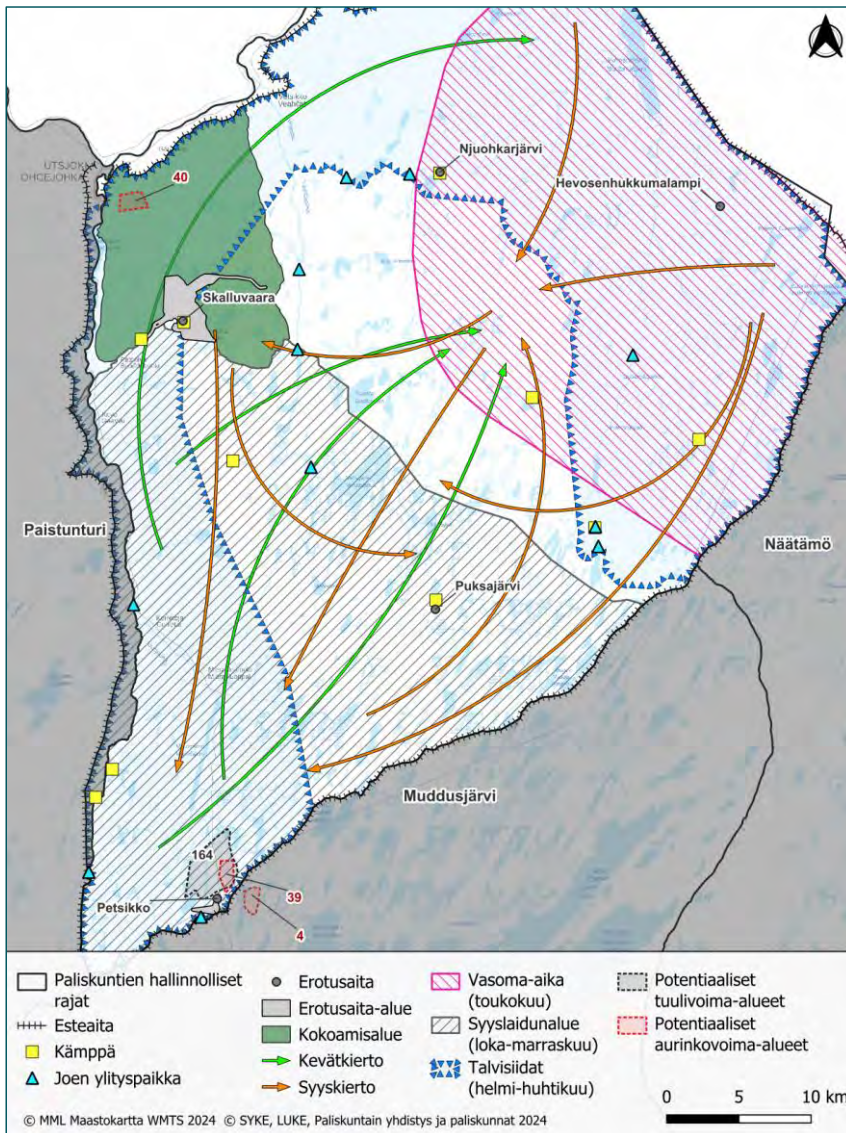 UTSJOKI
OHCEJOHKA
40
Njuohkarjärvi
Hevosenhukkumalampi
Skalluvaara
Paistunturi
Näätämö
Puksajärvi
Muddusjärvi
164
39
Petsikko
4
Paliskuntien hallinnolliset
rajat
Esteaita
Kämppä
Joen ylityspaikka
Erotusaita
Erotusaita-alue
Kokoamisalue
Kevätkierto
Syyskierto
Vasoma-aika
(toukokuu)
Syyslaidunalue
(loka-marraskuu)
Talvisiidat
(helmi-huhtikuu)
Potentiaaliset
tuulivoima-alueet
Potentiaaliset
aurinkovoima-alueet
0 5 10 km
© MML Maastokartta WMTS 2024 © SYKE, LUKE, Paliskuntain yhdistys ja paliskunnat 2024